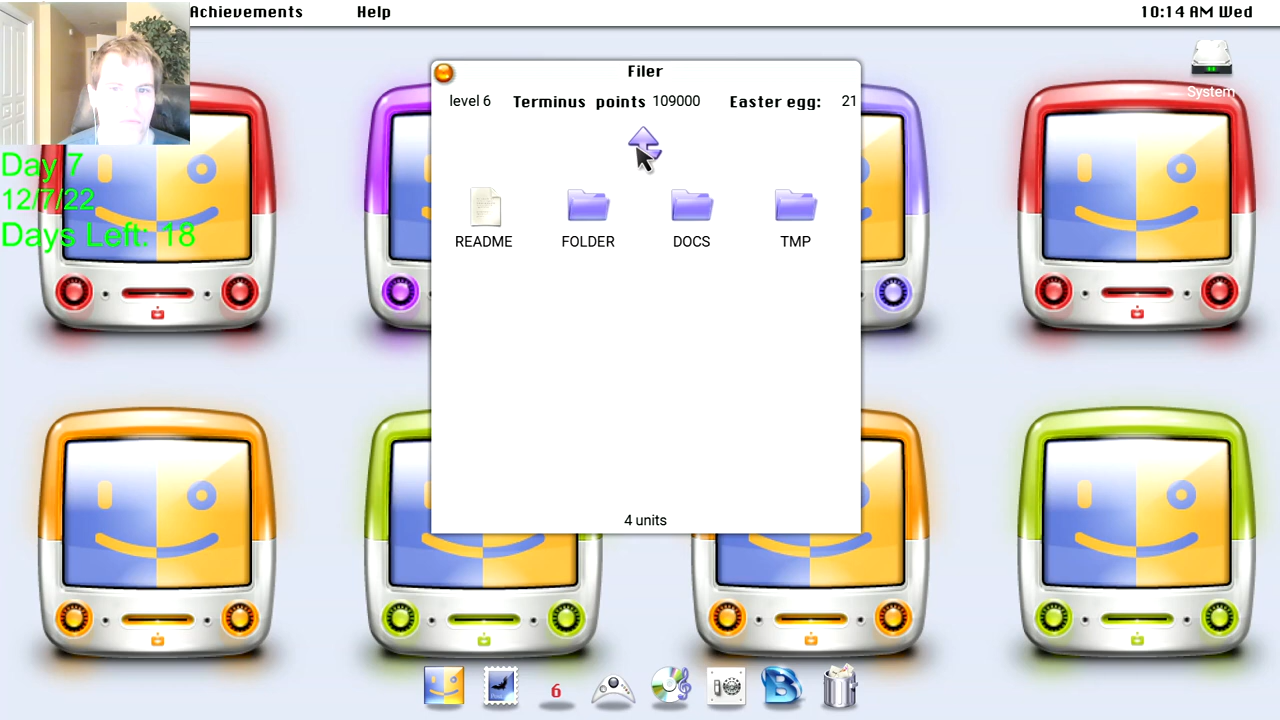 Achievements Help 10:14 AM Wed
Filer
level 6 Terminus points 109000 Easter egg: 21
System
Day 7
12/7/22
Days Left: 18
README FOLDER DOCS TMP
4 units
6